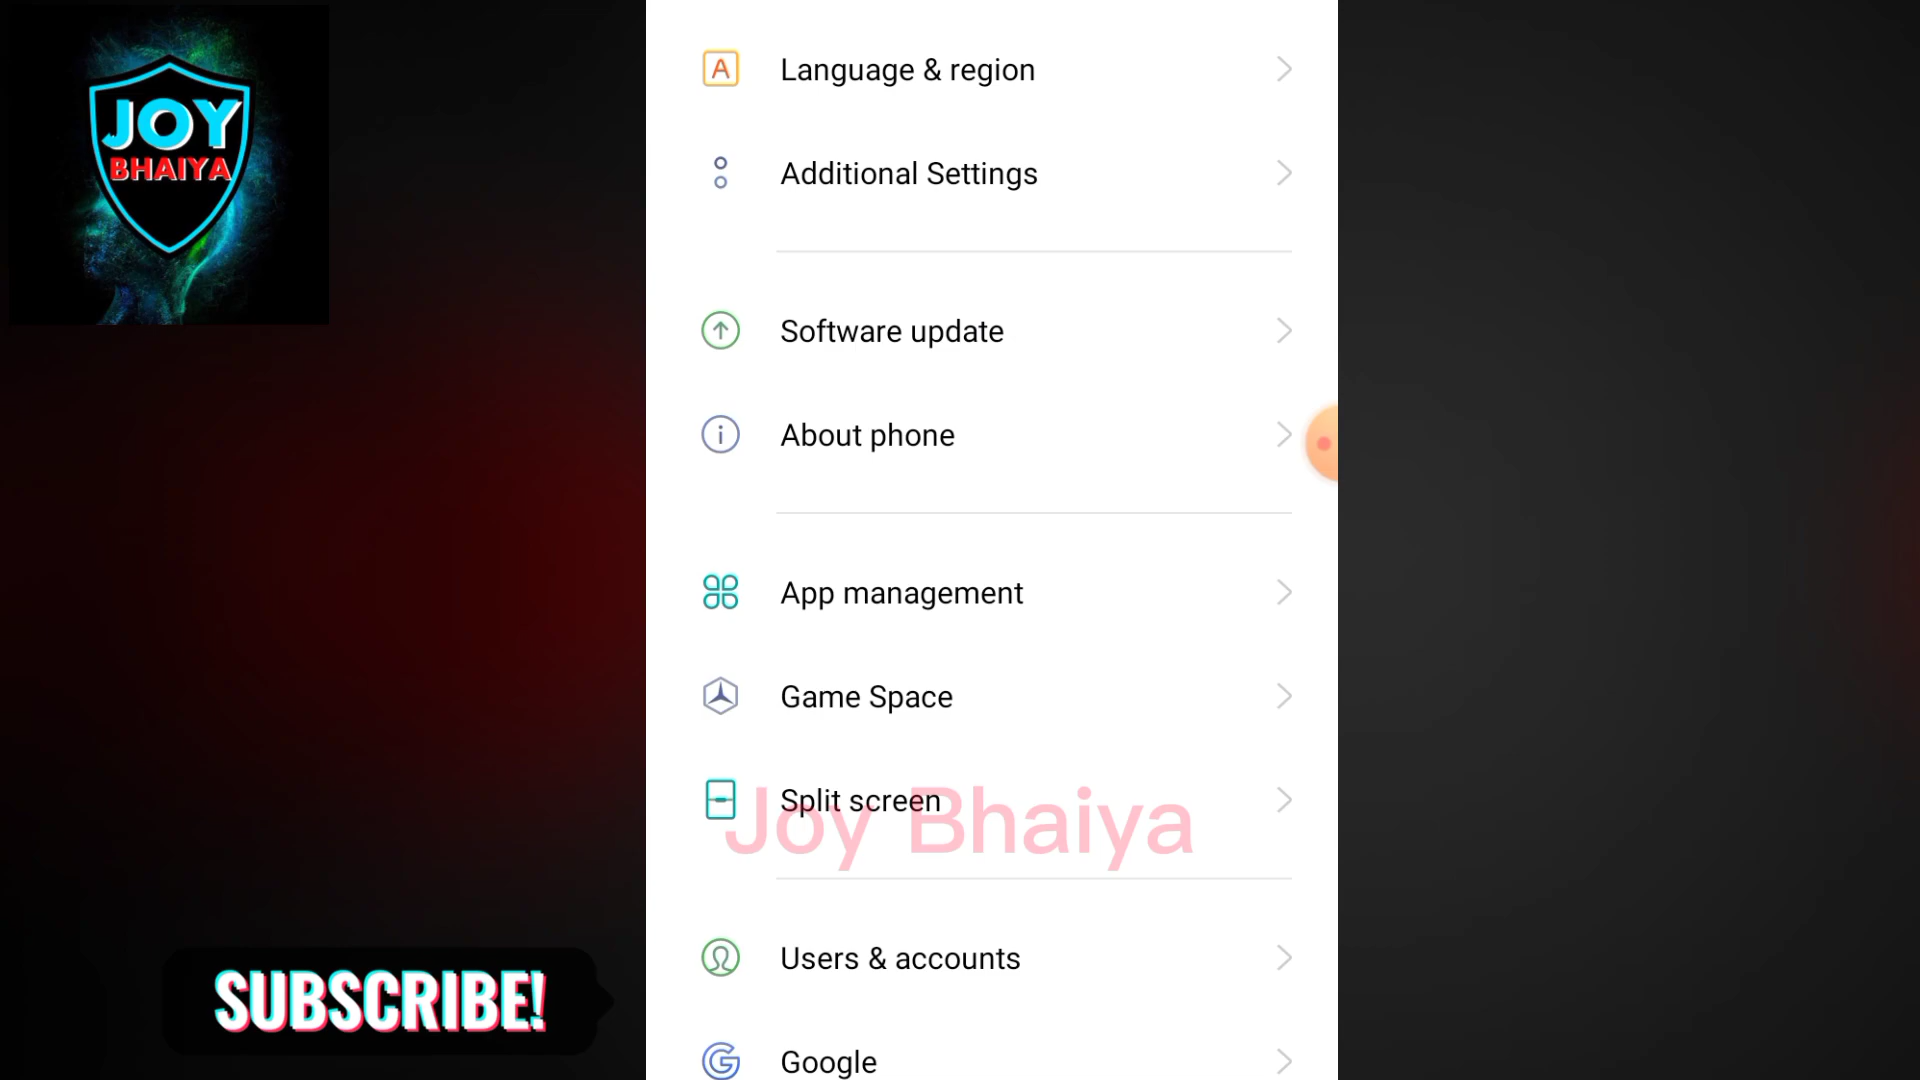 JOY
BHAIYA
Language & region
Additional Settings
Software update
About phone
App management
Game Space
Split screen
Joy Bhaiya
Users & accounts
Google
SUBSCRIBE!